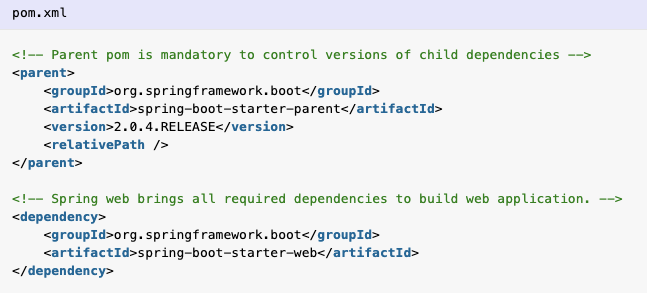 pom.xml
<!-- Parent pom is mandatory to control versions of child dependencies -->
<parent>
    <groupId>org.springframework.boot</groupId>
    <artifactId>spring-boot-starter-parent</artifactId>
    <version>2.0.4.RELEASE</version>
    <relativePath />
</parent>

<!-- Spring web brings all required dependencies to build web application. -->
<dependency>
    <groupId>org.springframework.boot</groupId>
    <artifactId>spring-boot-starter-web</artifactId>
</dependency>